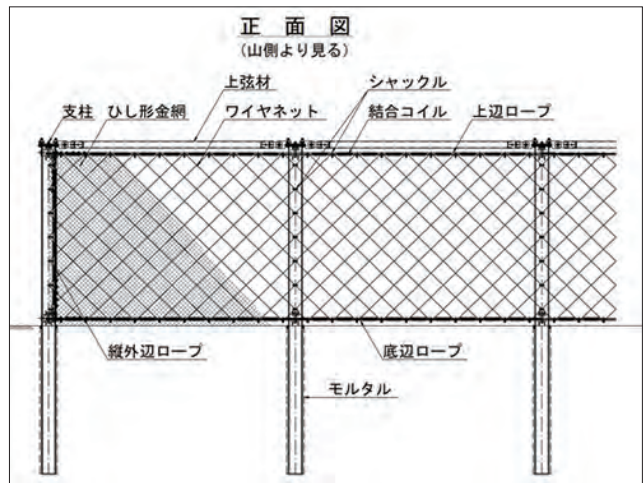 正面図
(山側より見る)
上弦材
シャックル
支柱
ひし形金網
ワイヤネット
結合コイル
上辺ロープ
縦外辺ロープ
底辺ロープ
モルタル